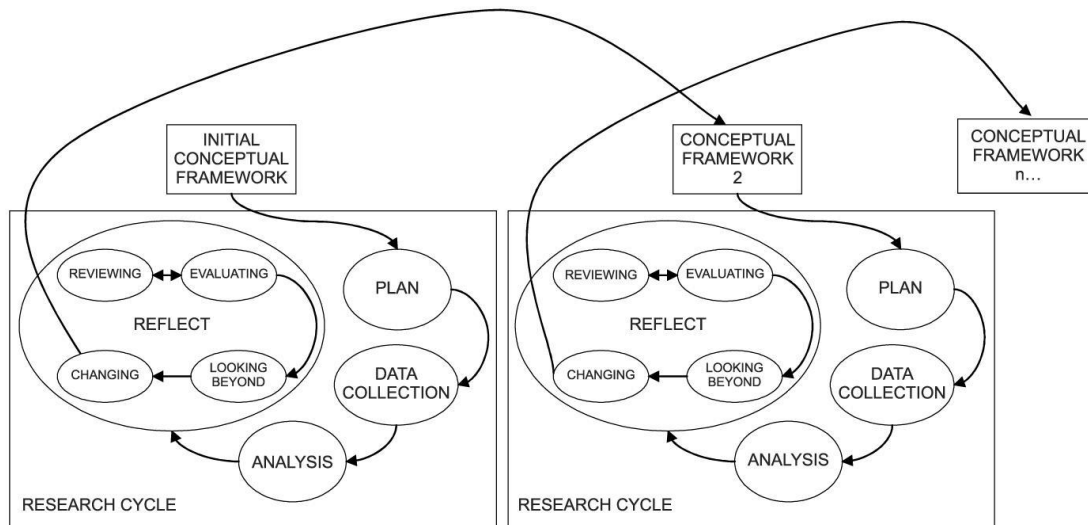 INITIAL
CONCEPTUAL
FRAMEWORK
CONCEPTUAL
FRAMEWORK
2
CONCEPTUAL
FRAMEWORK
n...
REVIEWING
EVALUATING
REFLECT
CHANGING
LOOKING
BEYOND
PLAN
DATA
COLLECTION
ANALYSIS
RESEARCH CYCLE
REVIEWING
EVALUATING
REFLECT
CHANGING
LOOKING
BEYOND
PLAN
DATA
COLLECTION
ANALYSIS
RESEARCH CYCLE